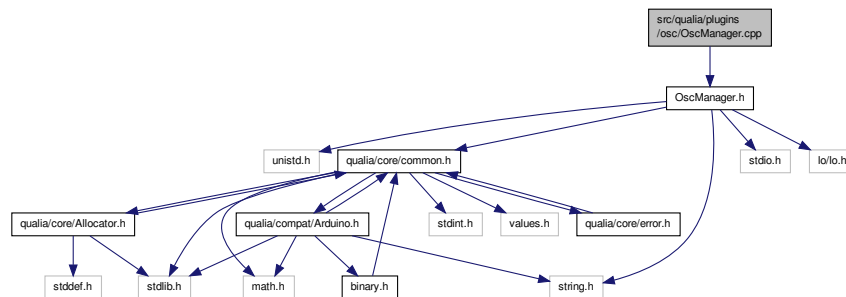 src/qualia/plugins
/osc/OscManager.cpp
OscManager.h
unistd.h
qualia/core/common.h
stdio.h
lo/lo.h
qualia/core/Allocator.h
qualia/compat/Arduino.h
stdint.h
values.h
qualia/core/error.h
stddef.h
stdlib.h
math.h
binary.h
string.h